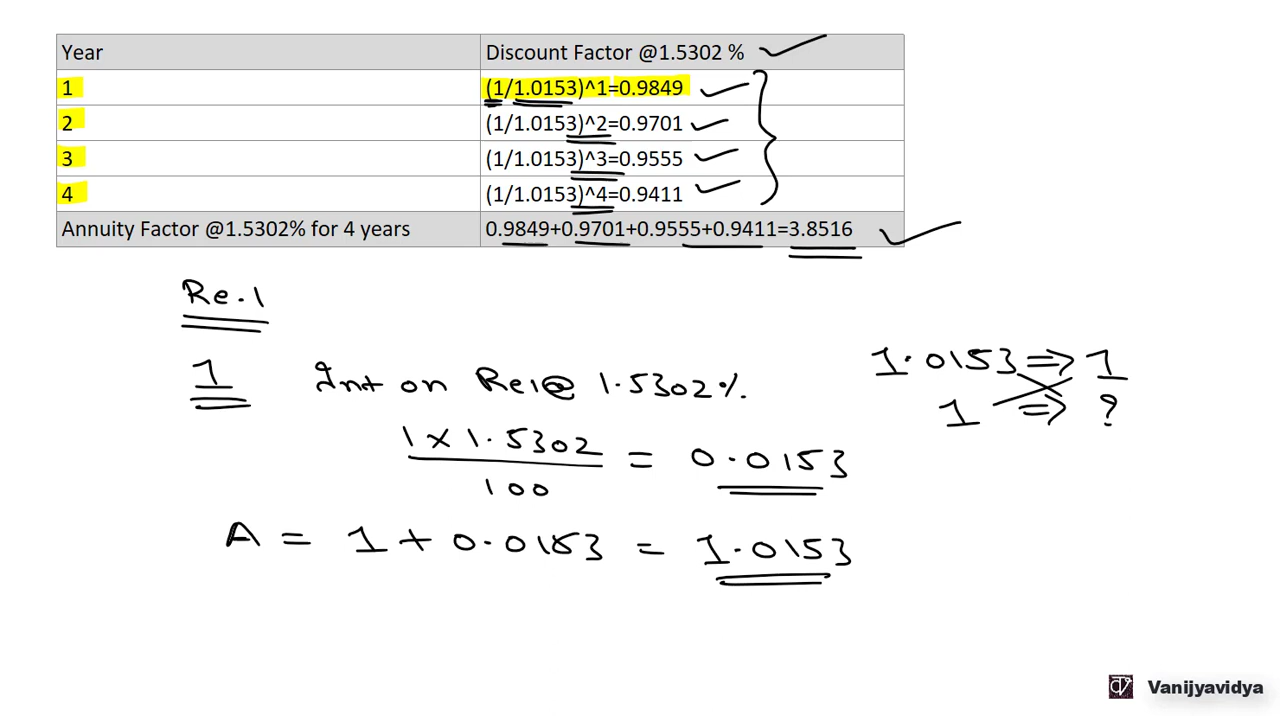 Year Discount Factor @1.5302 %
1 (1/1.0153)^1=0.9849
2 (1/1.0153)^2=0.9701
3 (1/1.0153)^3=0.9555
4 (1/1.0153)^4=0.9411
Annuity Factor @1.5302% for 4 years 0.9849+0.9701+0.9555+0.9411=3.8516
Re.1
1 Int on Re1@ 1.5302%.
1 x 1.5302
100
= 0.0153
A = 1 + 0.0153 = 1.0153
1.0153 => 1
1 => ?
Vanijyavidya